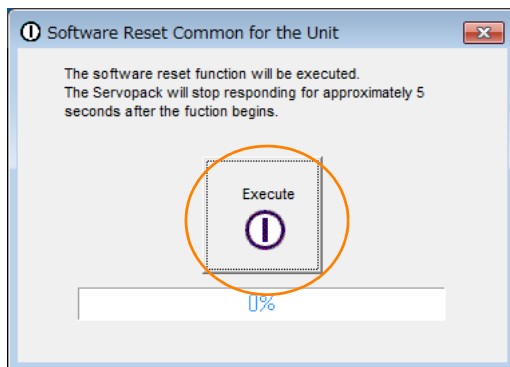 Software Reset Common for the Unit
The software reset function will be executed.
The Servopack will stop responding for approximately 5
seconds after the fuction begins.
Execute
0%